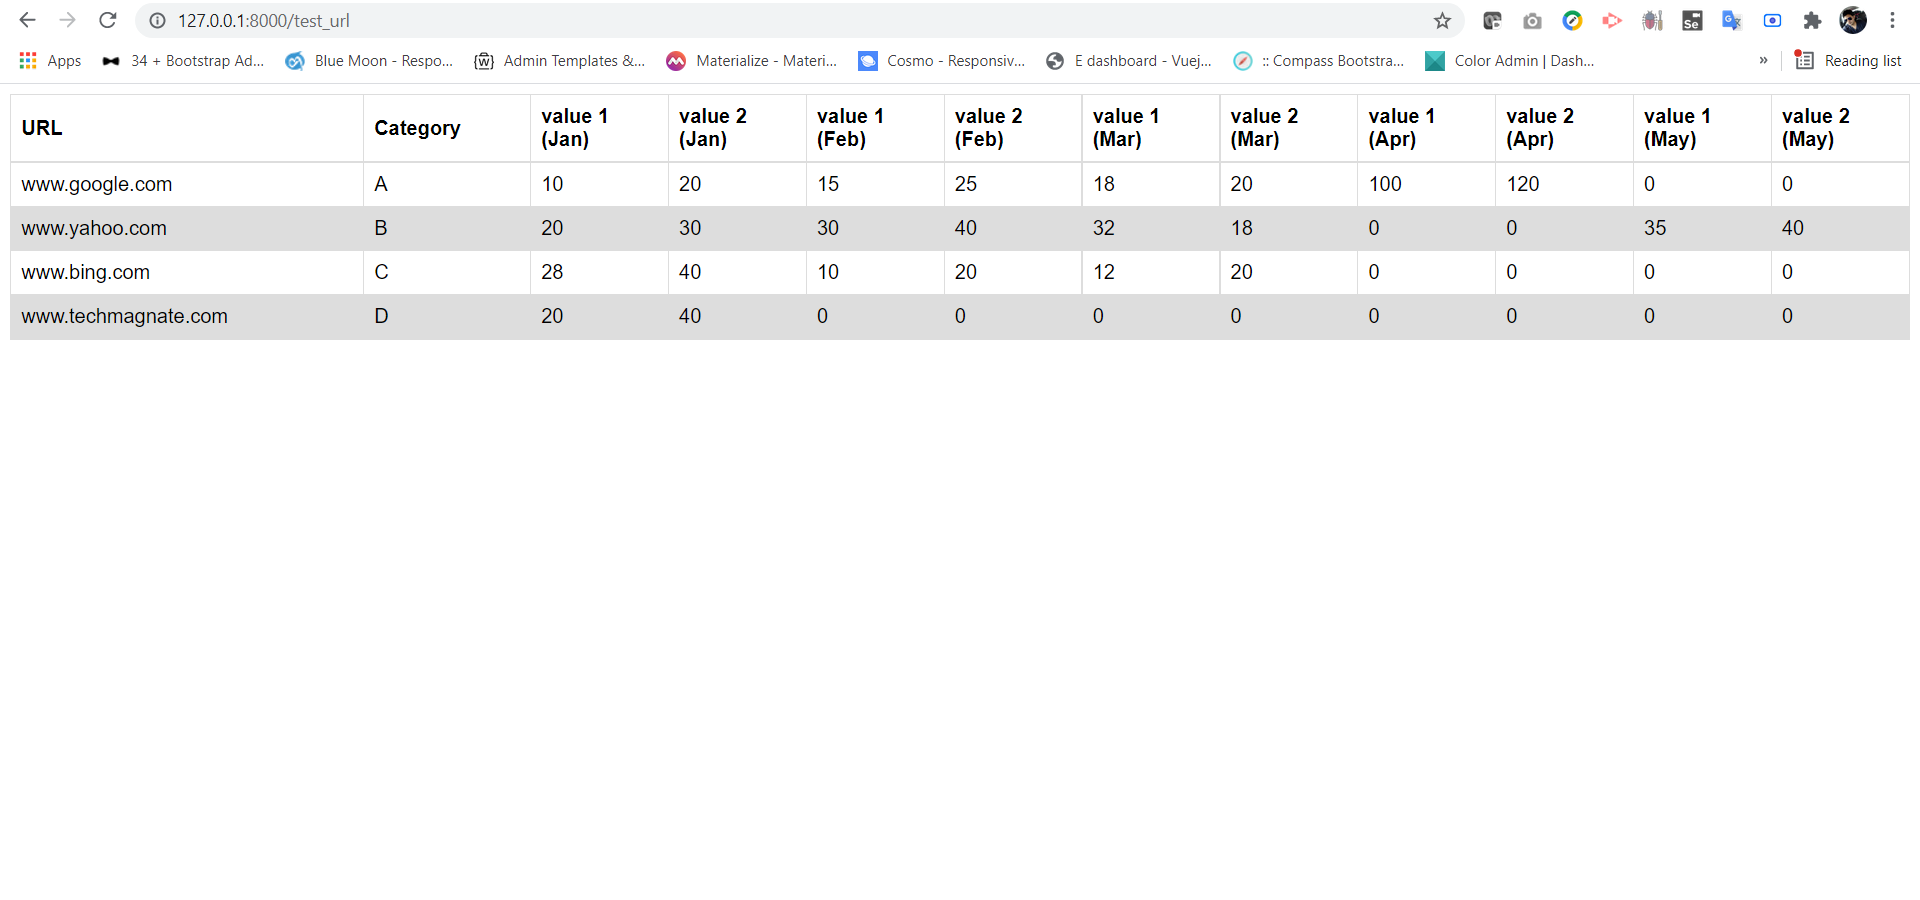 127.0.0.1:8000/test_url
Apps 34 + Bootstrap Ad... Blue Moon - Respo... Admin Templates &... Materialize - Materi... Cosmo - Responsiv... E dashboard - Vuej... :: Compass Bootstra... Color Admin | Dash... » Reading list
URL Category value 1 (Jan) value 2 (Jan) value 1 (Feb) value 2 (Feb) value 1 (Mar) value 2 (Mar) value 1 (Apr) value 2 (Apr) value 1 (May) value 2 (May)
www.google.com A 10 20 15 25 18 20 100 120 0 0
www.yahoo.com B 20 30 30 40 32 18 0 0 35 40
www.bing.com C 28 40 10 20 12 20 0 0 0 0
www.techmagnate.com D 20 40 0 0 0 0 0 0 0 0